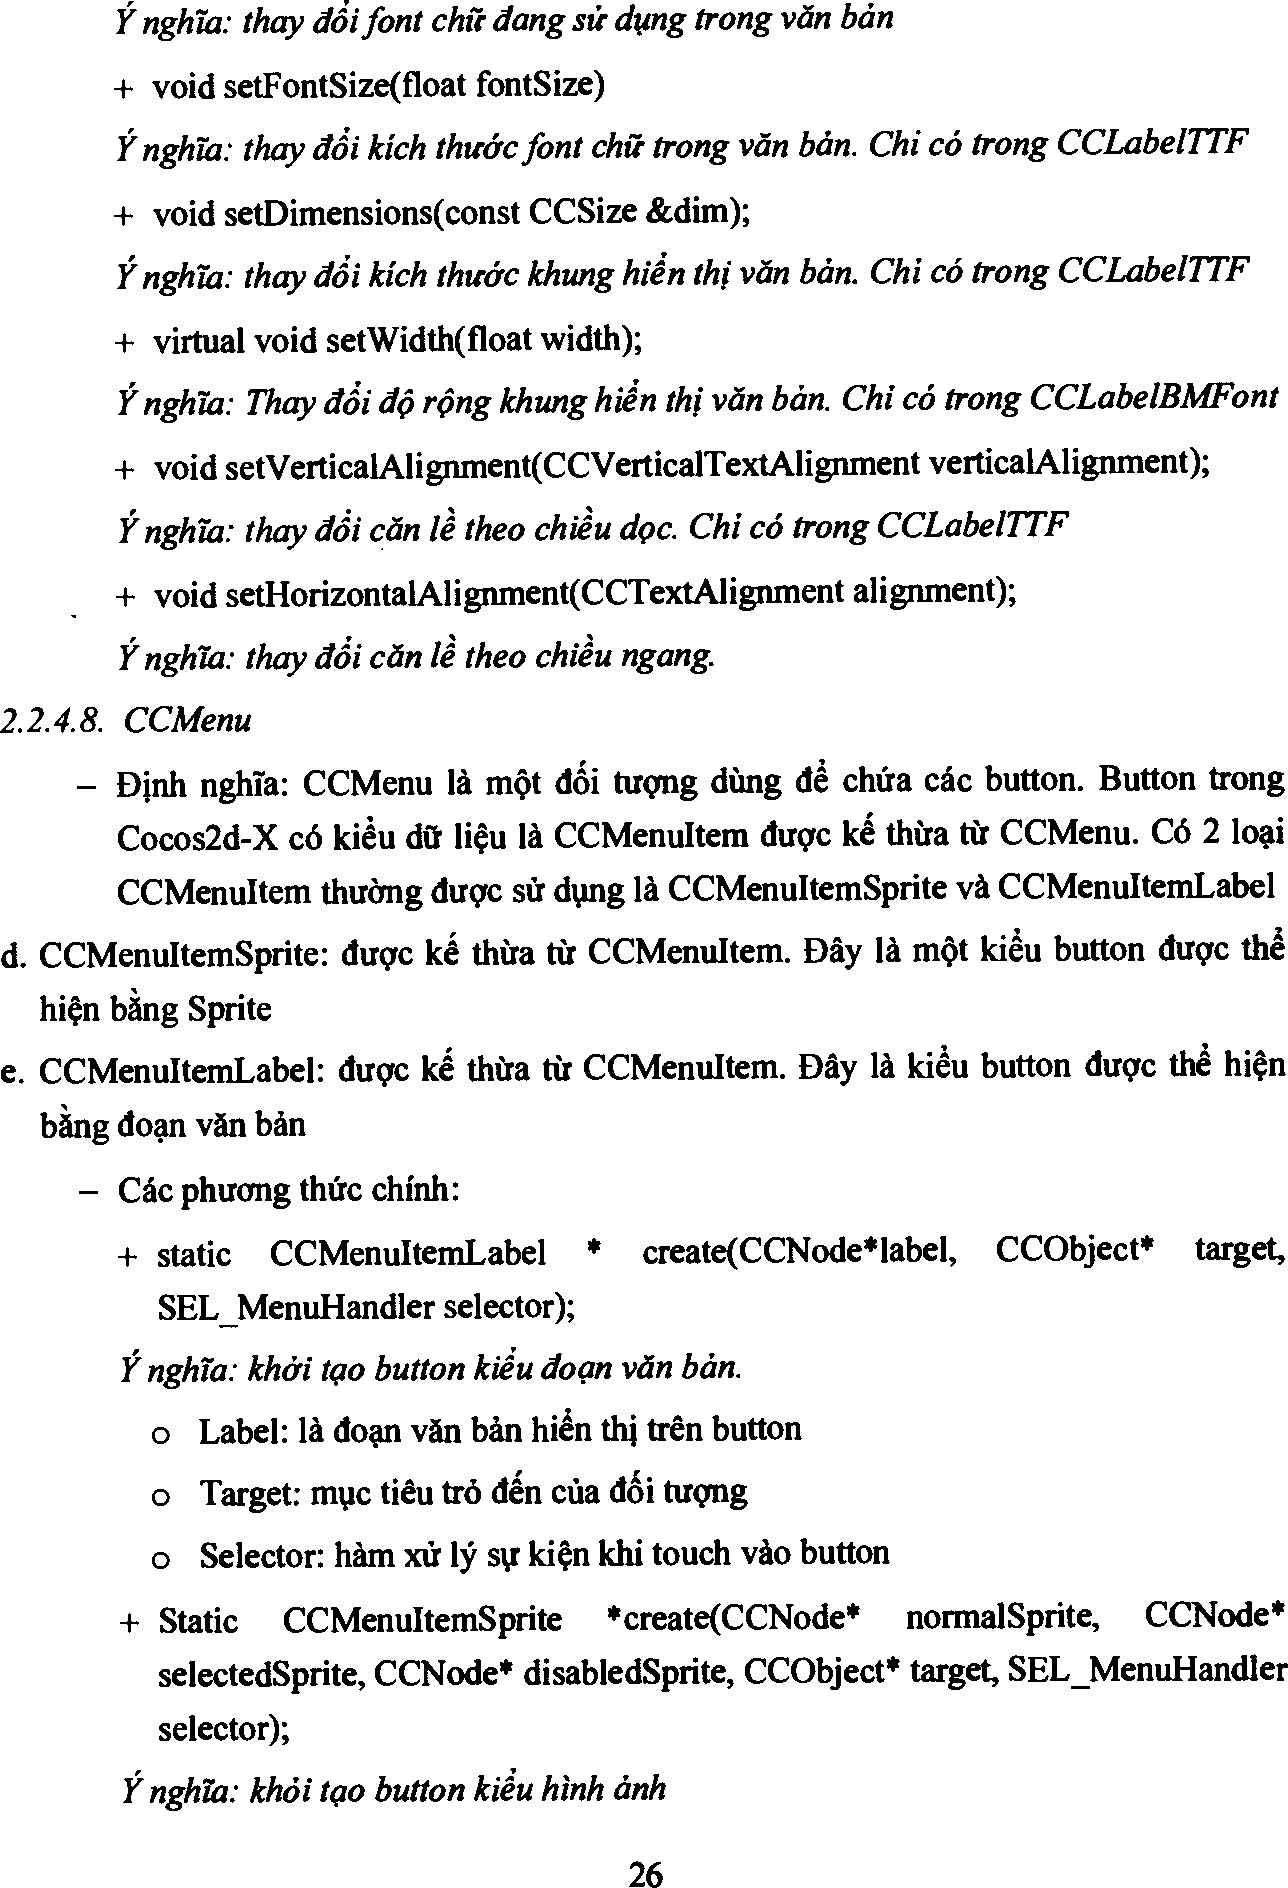 Ý nghĩa: thay đổi font chữ đang sử dụng trong văn bản
+ void setFontSize(float fontSize)
Ý nghĩa: thay đổi kích thước font chữ trong văn bản. Chỉ có trong CCLabelTTF
+ void setDimensions(const CCSize &dim);
Ý nghĩa: thay đổi kích thước khung hiển thị văn bản. Chỉ có trong CCLabelTTF
+ virtual void setWidth(float width);
Ý nghĩa: Thay đổi độ rộng khung hiển thị văn bản. Chỉ có trong CCLabelBMFont
+ void setVerticalAlignment(CCVerticalTextAlignment verticalAlignment);
Ý nghĩa: thay đổi căn lề theo chiều dọc. Chỉ có trong CCLabelTTF
+ void setHorizontalAlignment(CCTextAlignment alignment);
Ý nghĩa: thay đổi căn lề theo chiều ngang.
2.2.4.8. CCMenu
– Định nghĩa: CCMenu là một đối tượng dùng để chứa các button. Button trong
Cocos2d-X có kiểu dữ liệu là CCMenuItem được kế thừa từ CCMenu. Có 2 loại
CCMenuItem thường được sử dụng là CCMenuItemSprite và CCMenuItemLabel
d. CCMenuItemSprite: được kế thừa từ CCMenuItem. Đây là một kiểu button được thể
hiện bằng Sprite
e. CCMenuItemLabel: được kế thừa từ CCMenuItem. Đây là kiểu button được thể hiện
bằng đoạn văn bản
– Các phương thức chính:
+ static CCMenuItemLabel * create(CCNode*label, CCObject* target,
SEL_MenuHandler selector);
Ý nghĩa: khởi tạo button kiểu đoạn văn bản.
o Label: là đoạn văn bản hiển thị trên button
o Target: mục tiêu trỏ đến của đối tượng
o Selector: hàm xử lý sự kiện khi touch vào button
+ Static CCMenuItemSprite *create(CCNode* normalSprite, CCNode*
selectedSprite, CCNode* disabledSprite, CCObject* target, SEL_MenuHandler
selector);
Ý nghĩa: khỏi tạo button kiểu hình ảnh
26